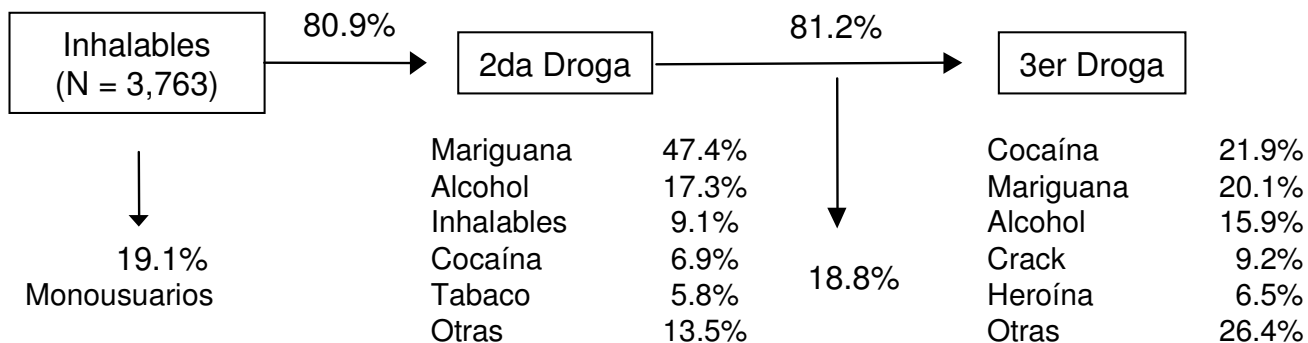 80.9%
81.2%
Inhalables
(N = 3,763)
2da Droga
3er Droga
Mariguana 47.4%
Alcohol 17.3%
Inhalables 9.1%
Cocaína 6.9%
Tabaco 5.8%
Otras 13.5%
Cocaína 21.9%
Mariguana 20.1%
Alcohol 15.9%
Crack 9.2%
Heroína 6.5%
Otras 26.4%
19.1%
Monousuarios
18.8%